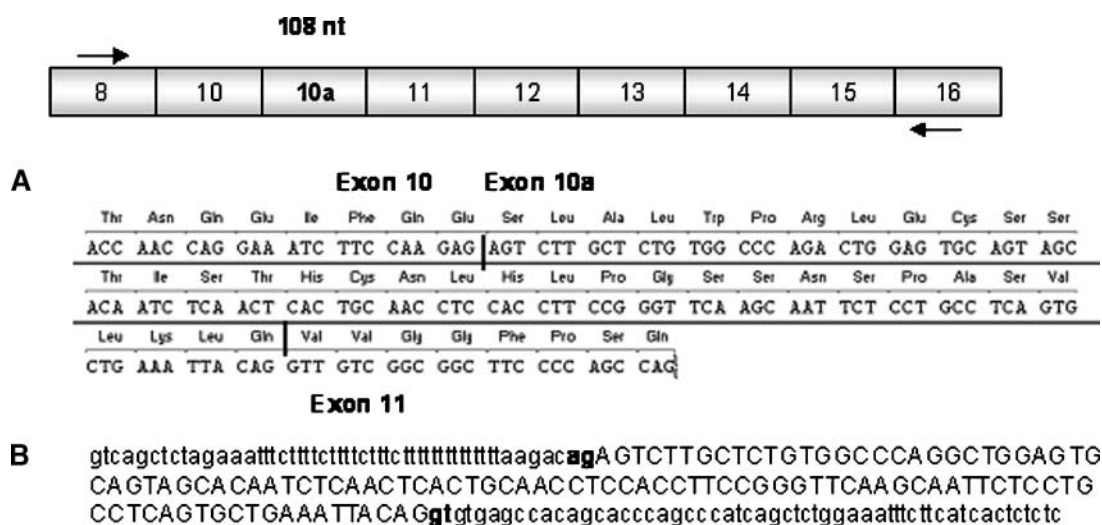 108 nt
8 10 10a 11 12 13 14 15 16
A
Exon 10 Exon 10a
Thr Asn Gln Glu Ile Phe Gln Glu Ser Leu Ala Leu Trp Pro Arg Leu Glu Cys Ser Ser
ACC AAC CAG GAA ATC TTC CAA GAG AGT CTT GCT CTG TGG CCC AGA CTG GAG TGC AGT AGC
Thr Ile Ser Thr His Cys Asn Leu His Leu Pro Gly Ser Ser Asn Ser Pro Ala Ser Val
ACA ATC TCA ACT CAC TGC AAC CTC CAC CTT CCG GGT TCA AGC AAT TCT CCT GCC TCA GTG
Leu Lys Leu Gln Val Val Gly Gly Phe Pro Ser Gln
CTG AAA TTA CAG GTT GTC GGC GGC TTC CCC AGC CAG
Exon 11
B
gtcagctctagaaatttcttttcttttctttctttttttttttttttaagacagAGTCTTGCTCTGTGGCCCAGGCTGGAGTG
CAGTAGCACAATCTCAACTCACTGCAACCTCCACCTTCCGGGTTCAAGCAATTCTCCTG
CCTCAGTGCTGAAATTACAGgtgtgagccacagcacccagcccatcagctctggaaatttcttcatcactctctc